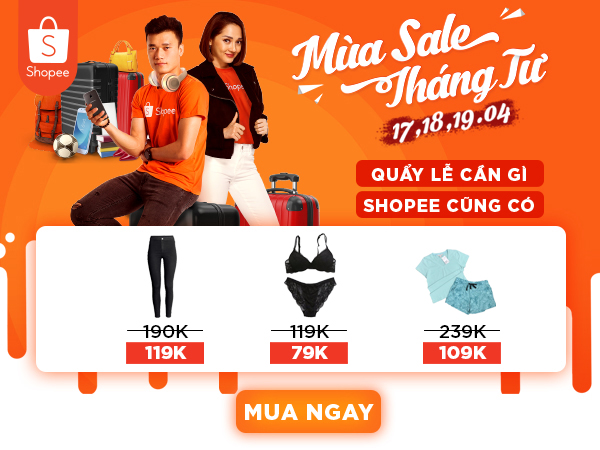 Shopee
Mùa Sale
Tháng Tư
17,18,19.04
Shopee
QUẨY LỄ CẦN GÌ
SHOPEE CŨNG CÓ
190K 119K 239K
119K 79K 109K
MUA NGAY